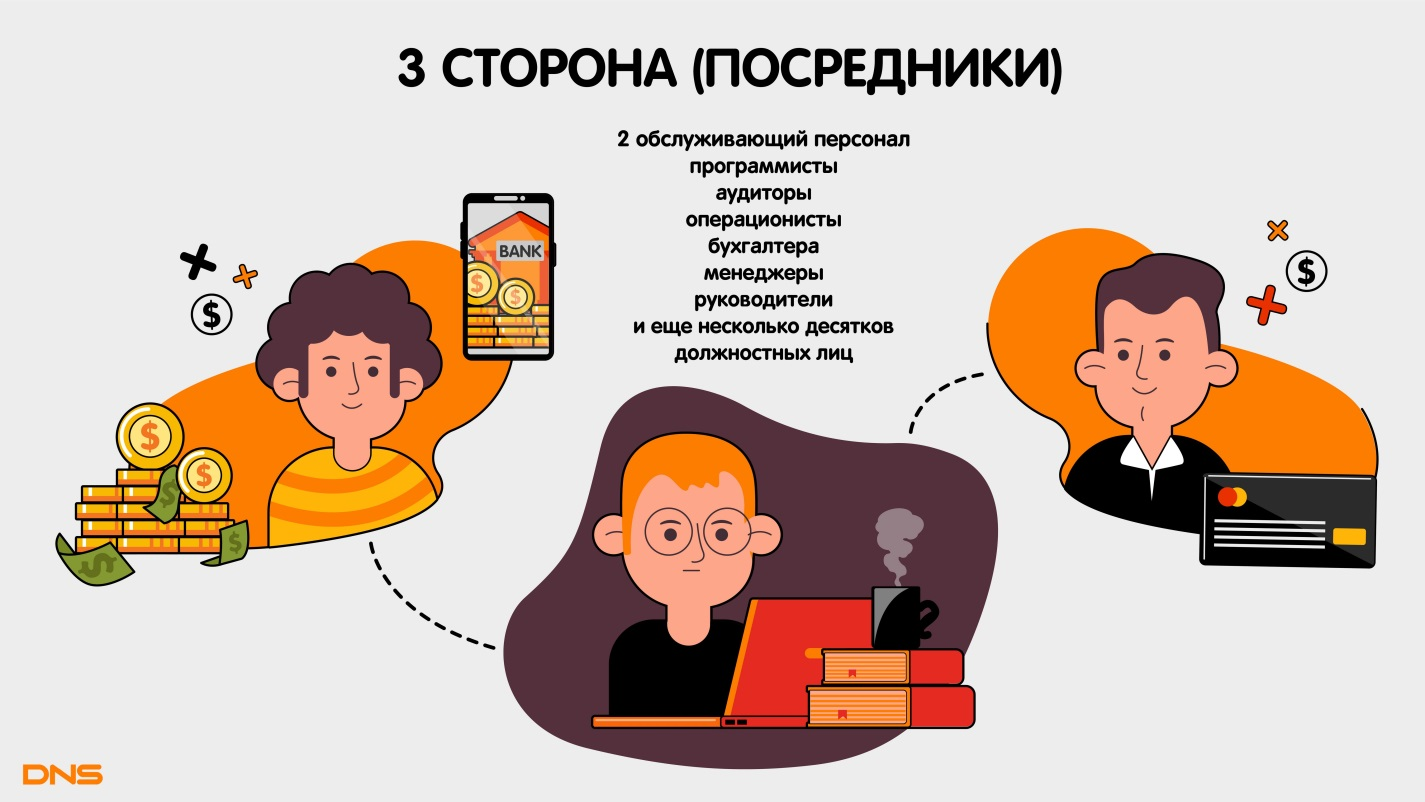 3 СТОРОНА (ПОСРЕДНИКИ)
2 обслуживающий персонал
программисты
аудиторы
операционисты
бухгалтера
менеджеры
руководители
и еще несколько десятков
должностных лиц
BANK
$
$
$
$
$
$
$
$
DNS